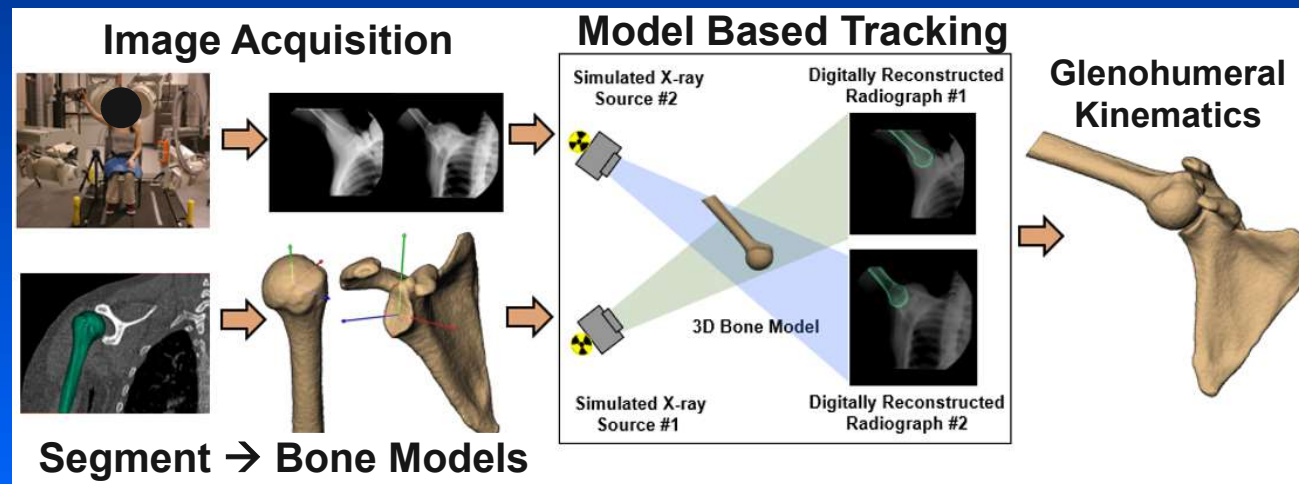 Image Acquisition
Model Based Tracking
Simulated X-ray
Source #2
Digitally Reconstructed
Radiograph #1
Glenohumeral
Kinematics
3D Bone Model
Simulated X-ray
Source #1
Digitally Reconstructed
Radiograph #2
Segment → Bone Models